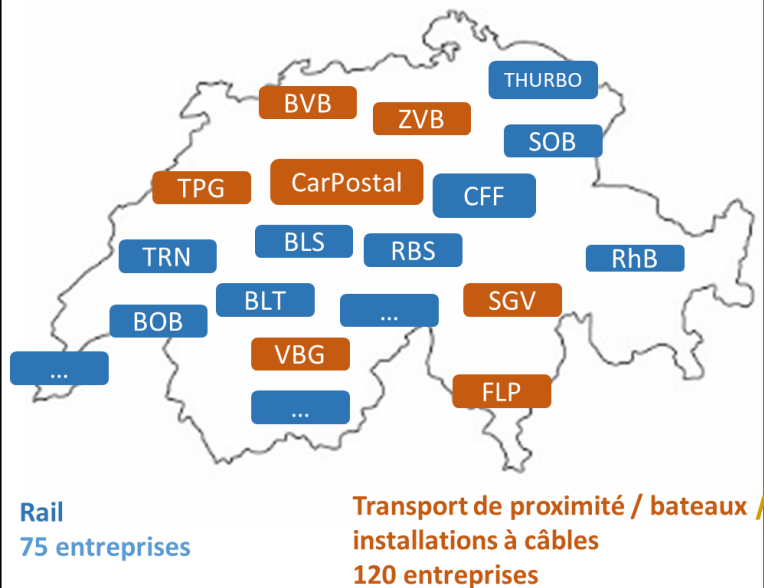 THURBO
BVB
ZVB
SOB
CarPostal
TPG
CFF
BLS
RBS
TRN
RhB
BLT
SGV
...
BOB
VBG
...
FLP
...
Rail
75 entreprises
Transport de proximité / bateaux /
installations à câbles
120 entreprises